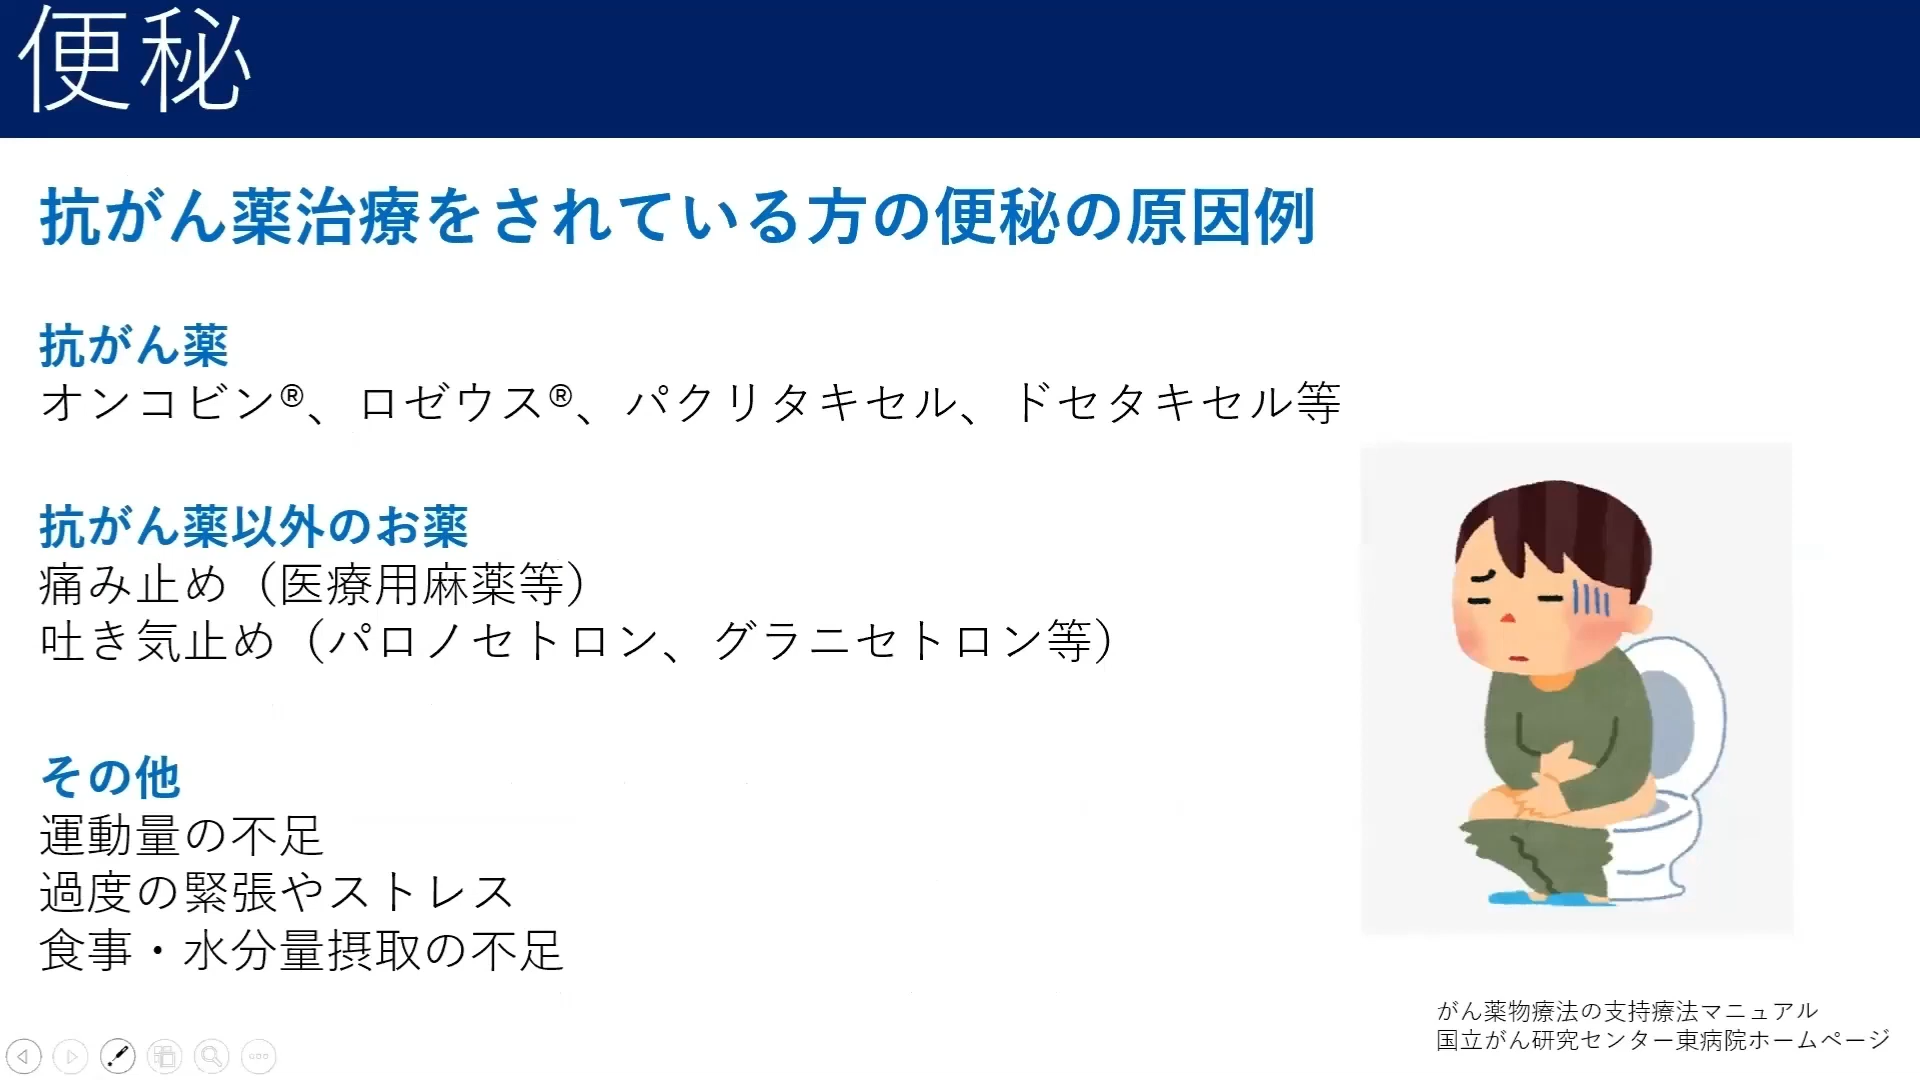 便秘
抗がん薬治療をされている方の便秘の原因例
抗がん薬
オンコビン®、ロゼウス®、パクリタキセル、ドセタキセル等
抗がん薬以外のお薬
痛み止め（医療用麻薬等）
吐き気止め（パロノセトロン、グラニセトロン等）
その他
運動量の不足
過度の緊張やストレス
食事・水分量摂取の不足
がん薬物療法の支持療法マニュアル
国立がん研究センター東病院ホームページ